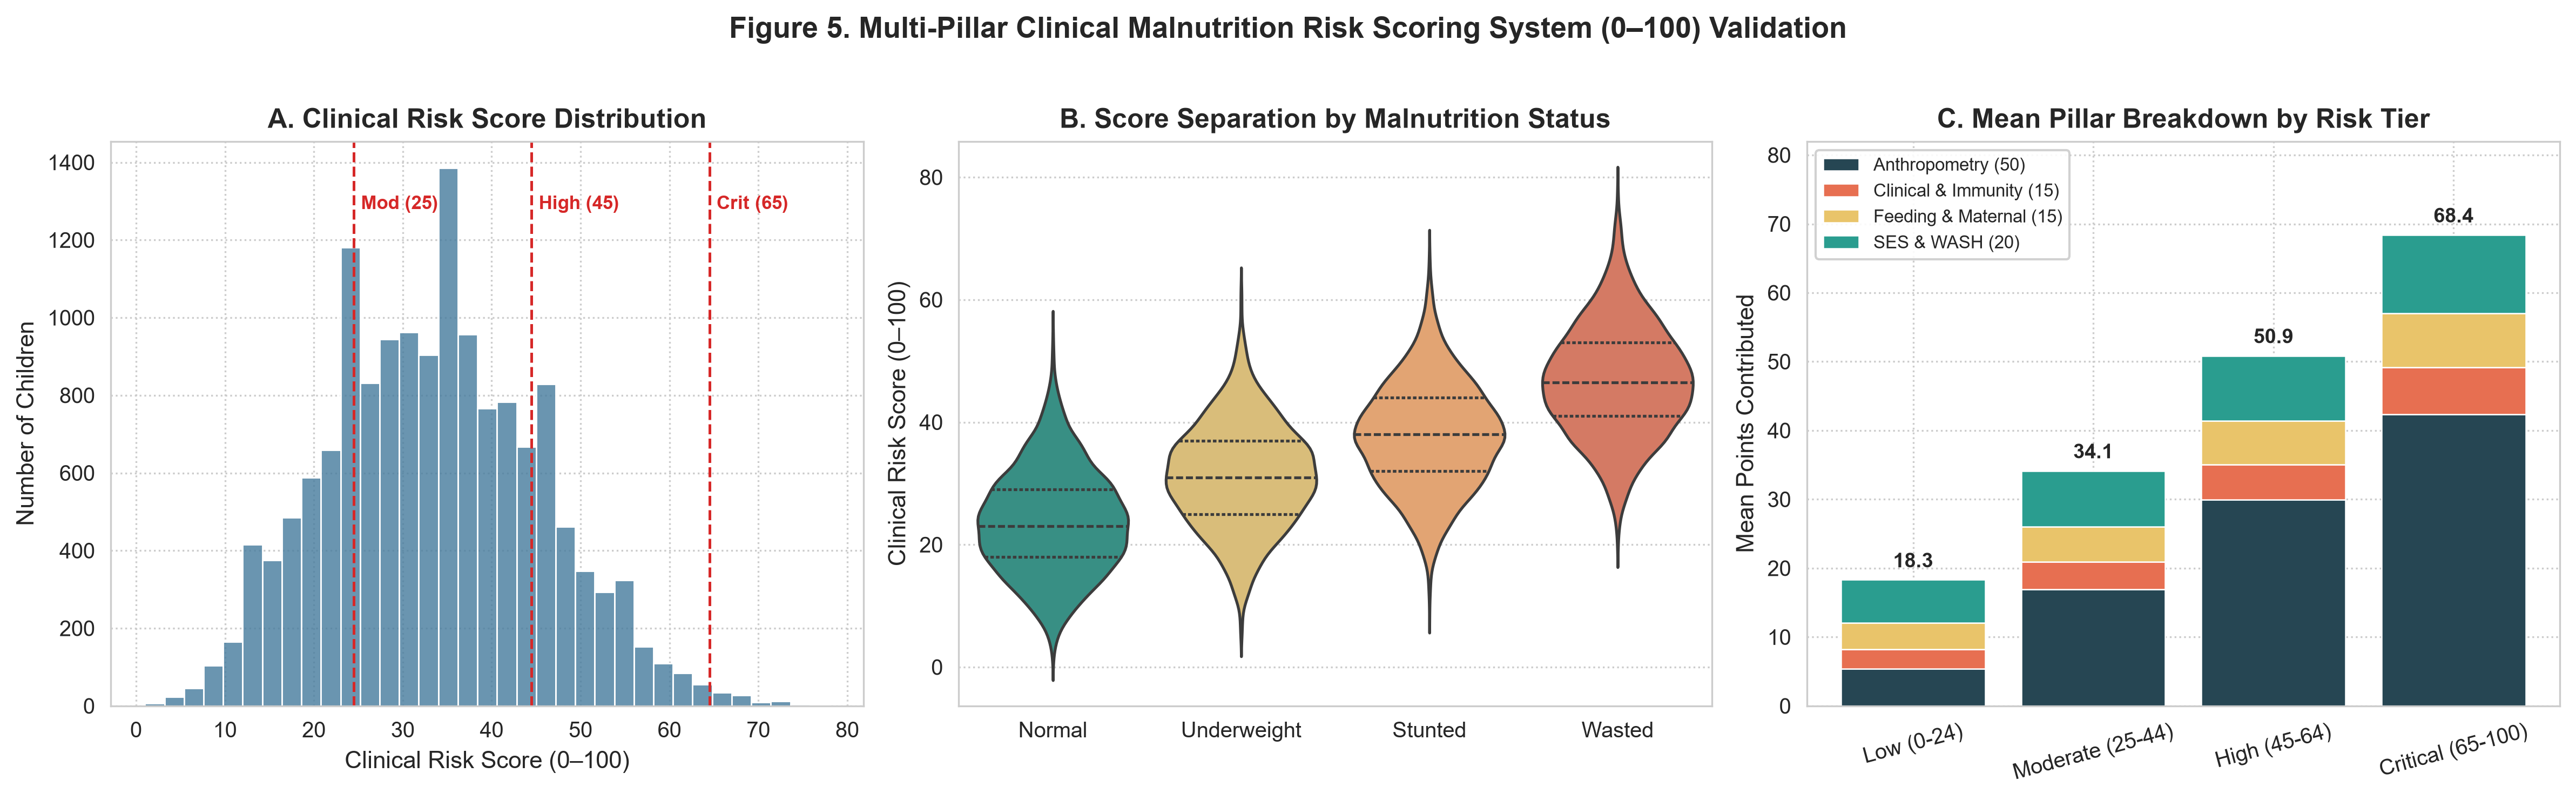 Figure 5. Multi-Pillar Clinical Malnutrition Risk Scoring System (0–100) Validation
A. Clinical Risk Score Distribution
Number of Children
1400
1200
1000
800
600
400
200
0
Mod (25)
High (45)
Crit (65)
0 10 20 30 40 50 60 70 80
Clinical Risk Score (0–100)
B. Score Separation by Malnutrition Status
Clinical Risk Score (0–100)
80
60
40
20
0
Normal Underweight Stunted Wasted
C. Mean Pillar Breakdown by Risk Tier
Mean Points Contributed
80
70
60
50
40
30
20
10
0
Anthropometry (50)
Clinical & Immunity (15)
Feeding & Maternal (15)
SES & WASH (20)
18.3
34.1
50.9
68.4
Low (0-24) Moderate (25-44) High (45-64) Critical (65-100)